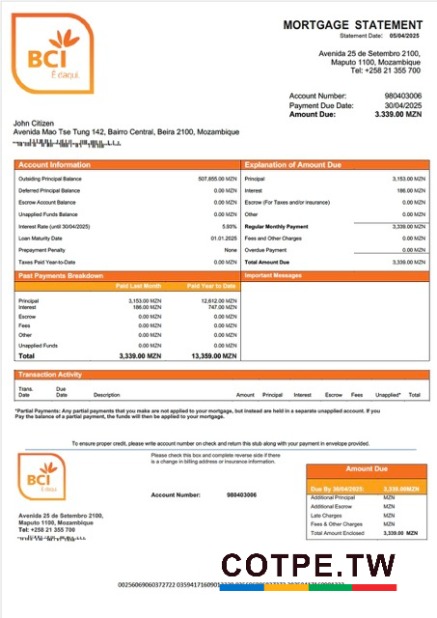 MORTGAGE STATEMENT
Statement Date: 05/04/2025
BCI
É daqui.
Avenida 25 de Setembro 2100,
Maputo 1100, Mozambique
Tel: +258 21 355 700
Account Number: 980403006
Payment Due Date: 30/04/2025
Amount Due: 3.339.00 MZN
John Citizen
Avenida Mao Tse Tung 142, Bairro Central, Beira 2100, Mozambique
Account Information
Outsiding Principal Balance 507,855.00 MZN
Deferred Principal Balance 0.00 MZN
Escrow Account Balance 0.00 MZN
Unapplied Funds Balance 0.00 MZN
Interest Rate (until 30/04/2025)
Loan Maturity Date 01.01.2025
Prepayment Penalty None
Taxes Paid Year-to-Date 0.00 MZN
Explanation of Amount Due
Principal 3,153.00 MZN
Interest 186.00 MZN
Escrow (For Taxes and/or Insurance) 0.00 MZN
Other 0.00 MZN
Regular Monthly Payment 3,339.00 MZN
Fees and Other Charges 0.00 MZN
Overdue Payment 0.00 MZN
Total Amount Due 3,339.00 MZN
Past Payments Breakdown
Paid Last Month Paid Year to Date
Principal 3,153.00 MZN 12,612.00 MZN
Interest 186.00 MZN 747.00 MZN
Escrow 0.00 MZN 0.00 MZN
Fees 0.00 MZN 0.00 MZN
Other 0.00 MZN 0.00 MZN
Unapplied Funds 0.00 MZN 0.00 MZN
Total 3,339.00 MZN 13,359.00 MZN
Important Messages
Transaction Activity
Trans. Date Due Date Description Amount Principal Interest Escrow Fees Unapplied* Total
*Partial Payments: Any partial payments that you make are not applied to your mortgage, but instead are held in a separate unapplied account. If you
Pay the balance of a partial payment, the funds will then be applied to your mortgage.
To ensure proper credit, please write account number on check and return this stub along with your payment in envelope provided.
BCI
É daqui.
Please check this box and complete reverse side if there
is a change in billing address or insurance information.
Account Number: 980403006
Avenida 25 de Setembro 2100,
Maputo 1100, Mozambique
Tel: +258 21 355 700
Amount Due
Due By 30/04/2025 3,339.00MZN
Additional Principal MZN
Additional Escrow MZN
Late Charges MZN
Fees & Other Charges MZN
Total Amount Enclosed 3,339.00 MZN
COTPE.TW